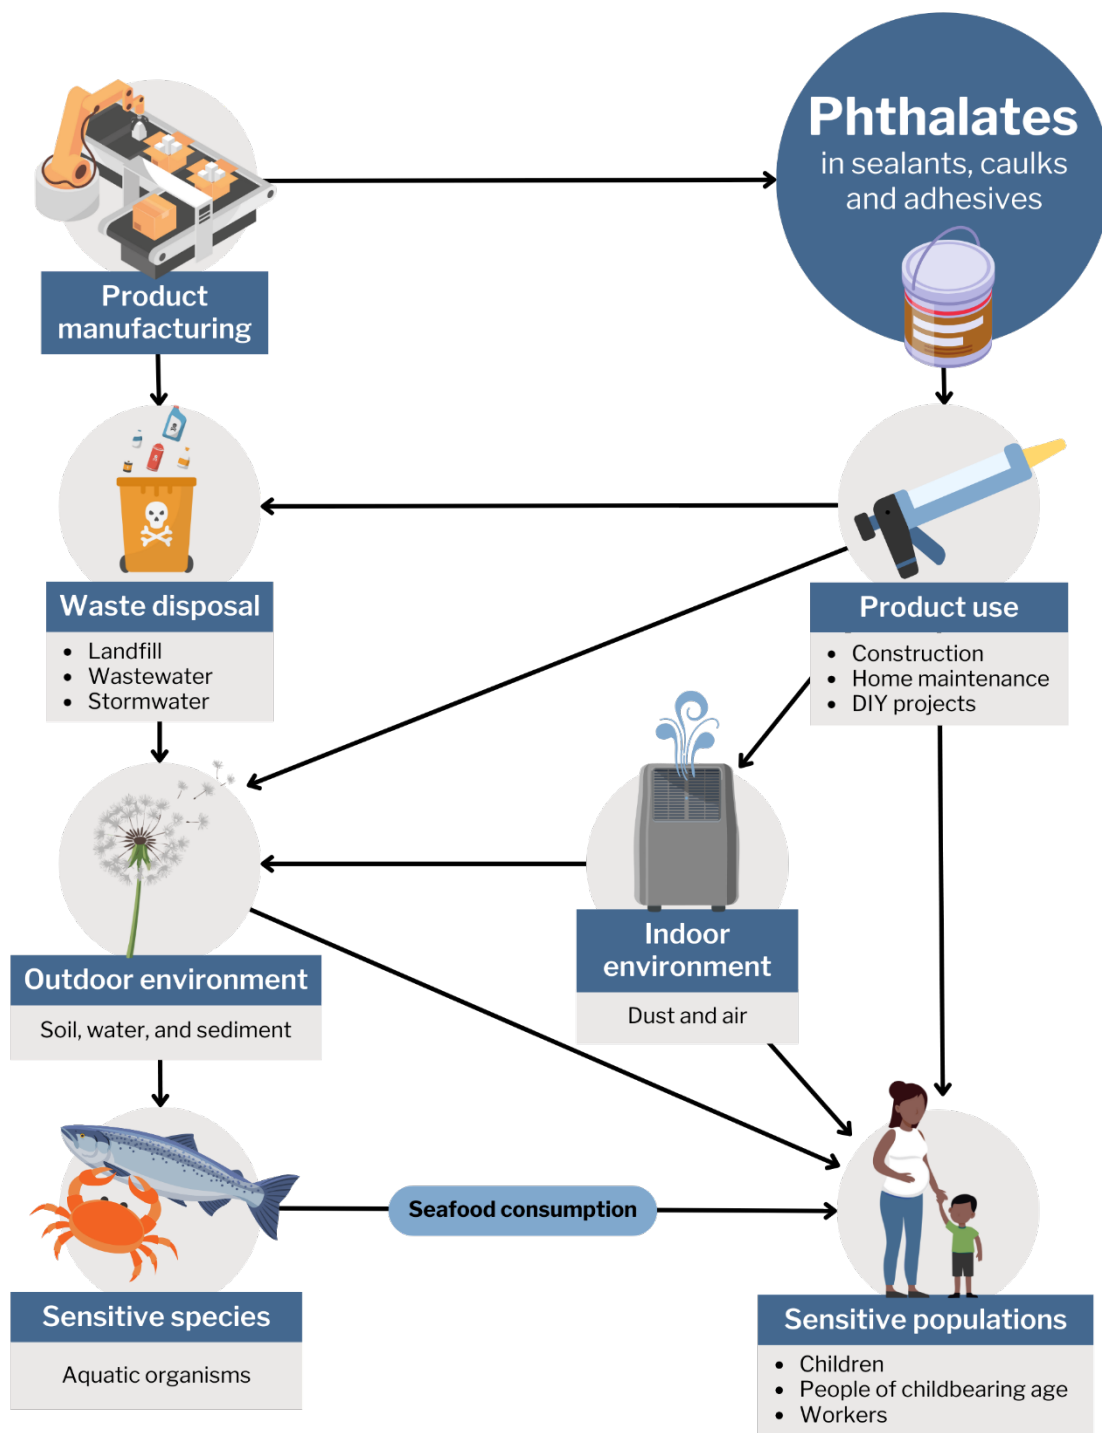 Phthalates
in sealants, caulks
and adhesives
Product
manufacturing
Waste disposal
• Landfill
• Wastewater
• Stormwater
Product use
• Construction
• Home maintenance
• DIY projects
Indoor
environment
Dust and air
Outdoor environment
Soil, water, and sediment
Seafood consumption
Sensitive species
Aquatic organisms
Sensitive populations
• Children
• People of childbearing age
• Workers